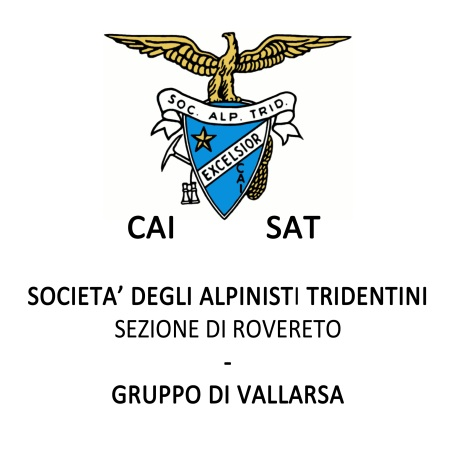 SOC. ALP. TRID.
EXCELSIOR
CAI
CAI SAT
SOCIETA’ DEGLI ALPINISTI TRIDENTINI
SEZIONE DI ROVERETO
-
GRUPPO DI VALLARSA